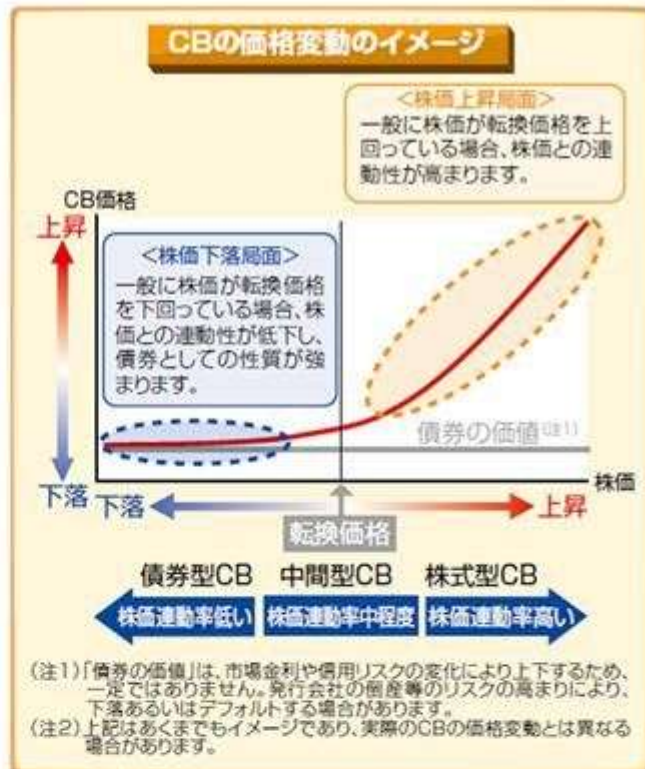 CBの価格変動のイメージ
<株価上昇局面>
一般に株価が転換価格を上
回っている場合、株価との連
動性が高まります。
CB価格
上昇
<株価下落局面>
一般に株価が転換価格
を下回っている場合、株
価との連動性が低下し、
債券としての性質が強
まります。
債券の価値(注1)
株価
下落
下落
上昇
転換価格
債券型CB 中間型CB 株式型CB
株価連動率低い 株価連動率中程度 株価連動率高い
(注1)「債券の価値」は、市場金利や信用リスクの変化により上下するため、
一定ではありません。発行会社の倒産等のリスクの高まりにより、
下落あるいはデフォルトする場合があります。
(注2)上記はあくまでもイメージであり、実際のCBの価格変動とは異なる
場合があります。